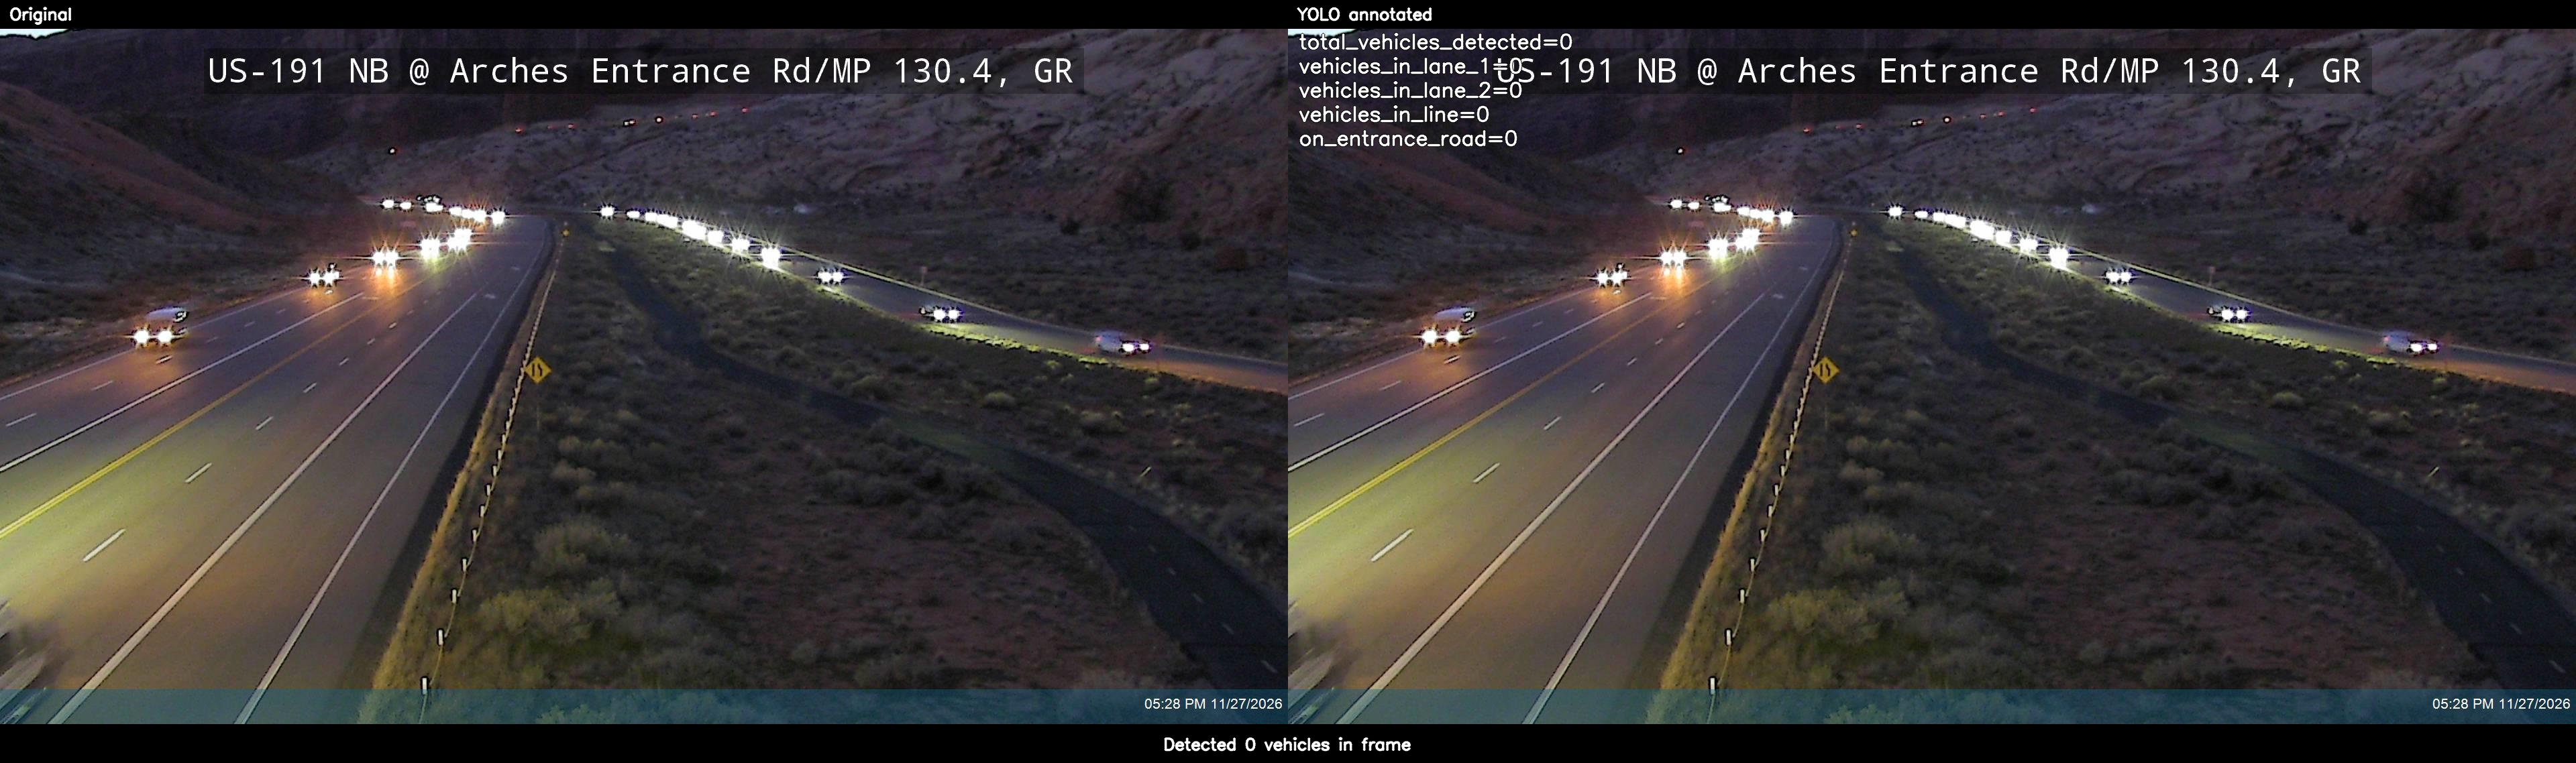 Original
US-191 NB @ Arches Entrance Rd/MP 130.4, GR
05:28 PM 11/27/2026
YOLO annotated
total_vehicles_detected=0
vehicles_in_lane_1=0
US-191 NB @ Arches Entrance Rd/MP 130.4, GR
vehicles_in_lane_2=0
vehicles_in_line=0
on_entrance_road=0
05:28 PM 11/27/2026
Detected 0 vehicles in frame